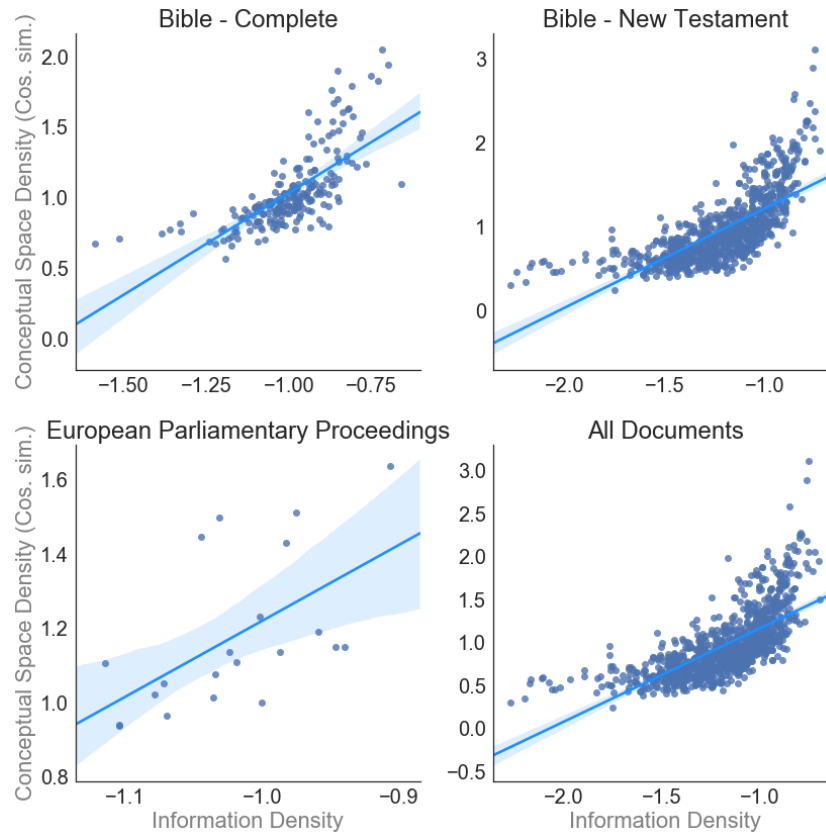 Bible - Complete
Conceptual Space Density (Cos. sim.)
2.0
1.5
1.0
0.5
0.0
−1.50 −1.25 −1.00 −0.75
Bible - New Testament
3
2
1
0
−2.0 −1.5 −1.0
European Parliamentary Proceedings
Conceptual Space Density (Cos. sim.)
1.6
1.4
1.2
1.0
0.8
−1.1 −1.0 −0.9
Information Density
All Documents
3.0
2.5
2.0
1.5
1.0
0.5
0.0
−0.5
−2.0 −1.5 −1.0
Information Density